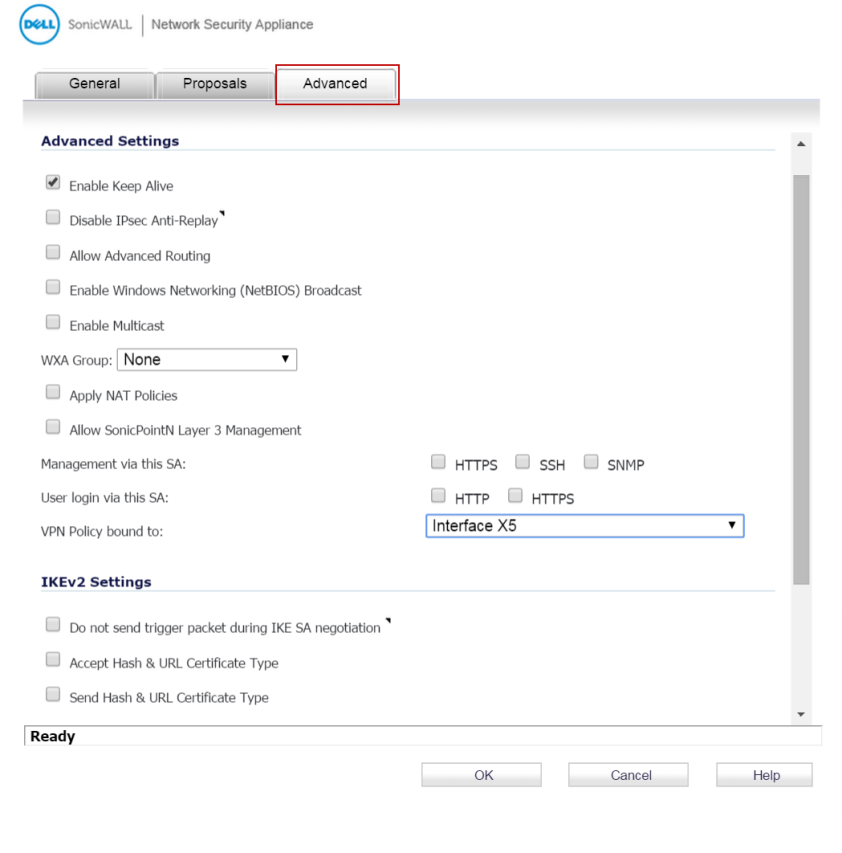 DELL SonicWALL | Network Security Appliance
General Proposals Advanced
Advanced Settings
Enable Keep Alive
Disable IPsec Anti-Replay
Allow Advanced Routing
Enable Windows Networking (NetBIOS) Broadcast
Enable Multicast
WXA Group: None
Apply NAT Policies
Allow SonicPointN Layer 3 Management
Management via this SA: HTTPS SSH SNMP
User login via this SA: HTTP HTTPS
VPN Policy bound to: Interface X5
IKEv2 Settings
Do not send trigger packet during IKE SA negotiation
Accept Hash & URL Certificate Type
Send Hash & URL Certificate Type
Ready
OK Cancel Help